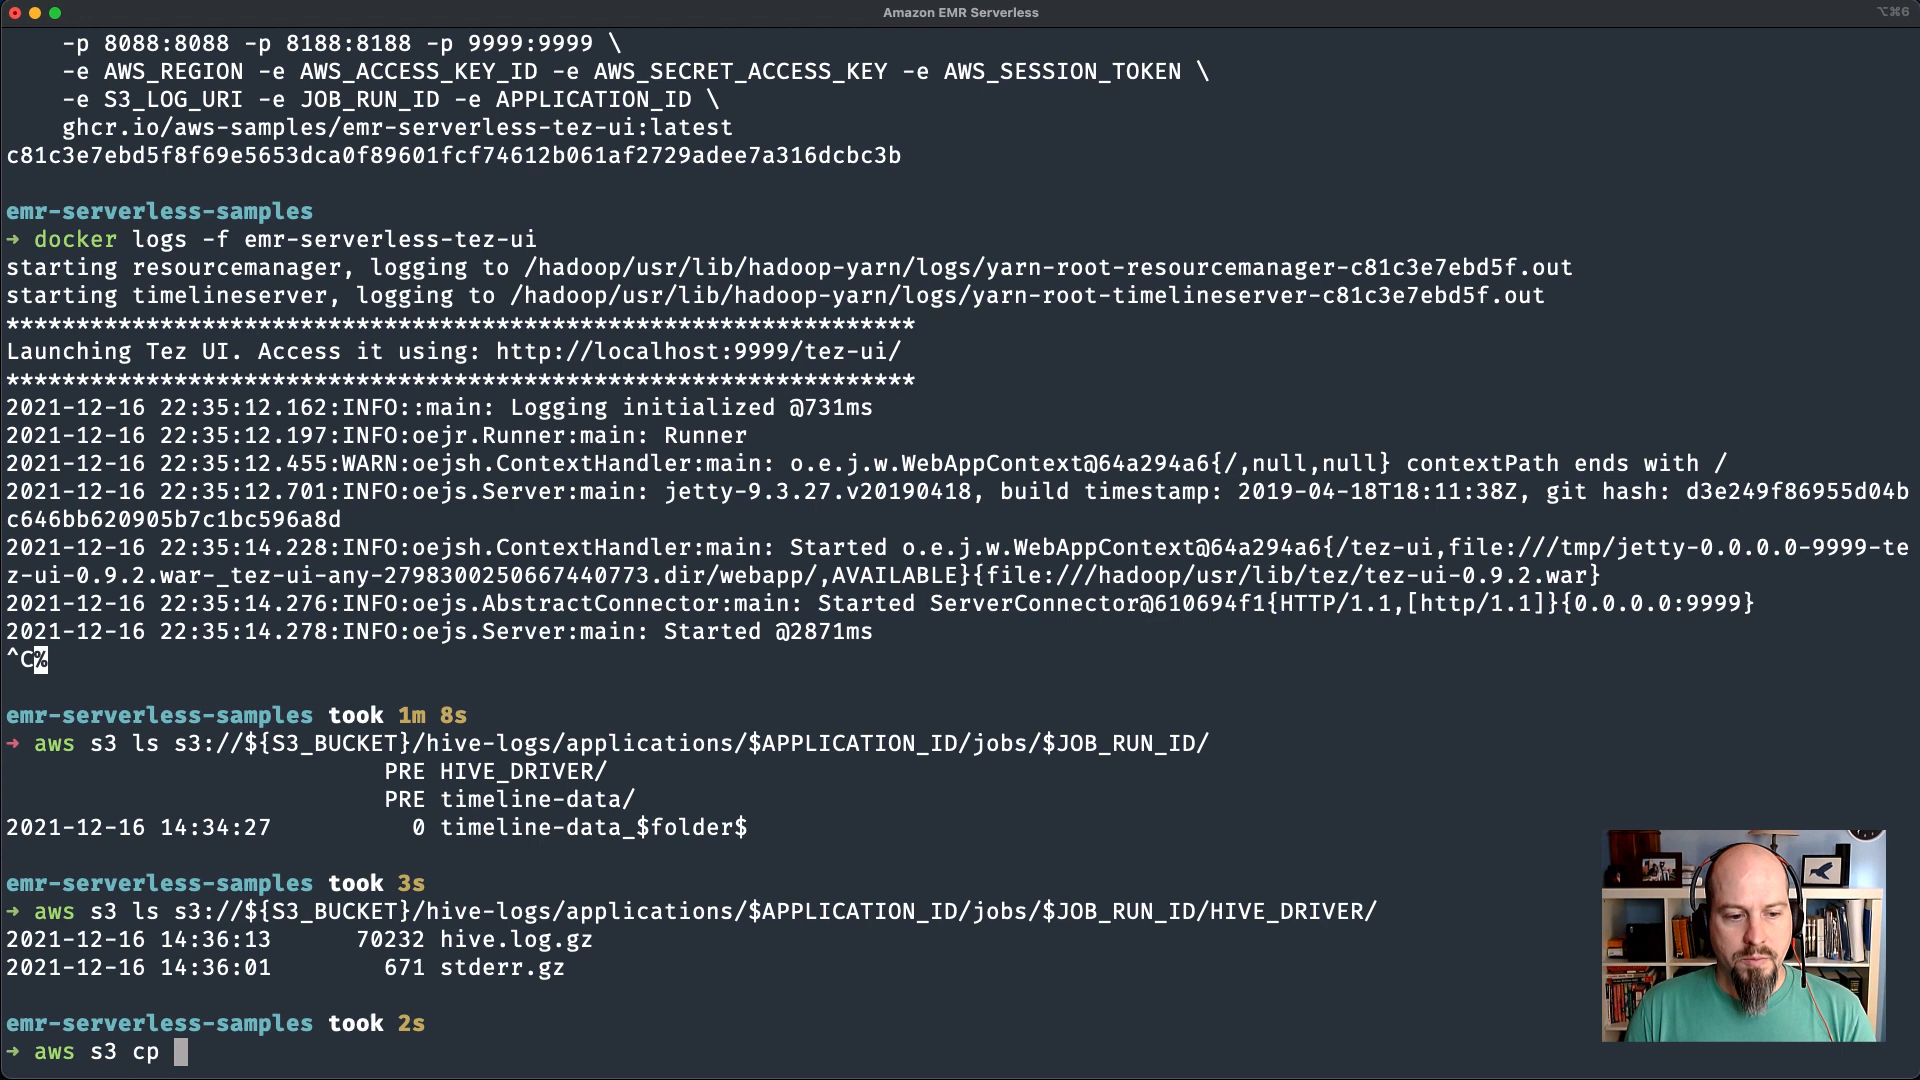 Amazon EMR Serverless
⌥⌘6
-p 8088:8088 -p 8188:8188 -p 9999:9999 \
-e AWS_REGION -e AWS_ACCESS_KEY_ID -e AWS_SECRET_ACCESS_KEY -e AWS_SESSION_TOKEN \
-e S3_LOG_URI -e JOB_RUN_ID -e APPLICATION_ID \
ghcr.io/aws-samples/emr-serverless-tez-ui:latest
c81c3e7ebd5f8f69e5653dca0f89601fcf74612b061af2729adee7a316dcbc3b
emr-serverless-samples
→ docker logs -f emr-serverless-tez-ui
starting resourcemanager, logging to /hadoop/usr/lib/hadoop-yarn/logs/yarn-root-resourcemanager-c81c3e7ebd5f.out
starting timelineserver, logging to /hadoop/usr/lib/hadoop-yarn/logs/yarn-root-timelineserver-c81c3e7ebd5f.out
*****************************************************************
Launching Tez UI. Access it using: http://localhost:9999/tez-ui/
*****************************************************************
2021-12-16 22:35:12.162:INFO::main: Logging initialized @731ms
2021-12-16 22:35:12.197:INFO:oejr.Runner:main: Runner
2021-12-16 22:35:12.455:WARN:oejsh.ContextHandler:main: o.e.j.w.WebAppContext@64a294a6{/,null,null} contextPath ends with /
2021-12-16 22:35:12.701:INFO:oejs.Server:main: jetty-9.3.27.v20190418, build timestamp: 2019-04-18T18:11:38Z, git hash: d3e249f86955d04b
c646bb620905b7c1bc596a8d
2021-12-16 22:35:14.228:INFO:oejsh.ContextHandler:main: Started o.e.j.w.WebAppContext@64a294a6{/tez-ui,file:///tmp/jetty-0.0.0.0-9999-te
z-ui-0.9.2.war-_tez-ui-any-2798300250667440773.dir/webapp/,AVAILABLE}{file:///hadoop/usr/lib/tez/tez-ui-0.9.2.war}
2021-12-16 22:35:14.276:INFO:oejs.AbstractConnector:main: Started ServerConnector@610694f1{HTTP/1.1,[http/1.1]}{0.0.0.0:9999}
2021-12-16 22:35:14.278:INFO:oejs.Server:main: Started @2871ms
^C%
emr-serverless-samples took 1m 8s
→ aws s3 ls s3://${S3_BUCKET}/hive-logs/applications/$APPLICATION_ID/jobs/$JOB_RUN_ID/
PRE HIVE_DRIVER/
PRE timeline-data/
2021-12-16 14:34:27 0 timeline-data_$folder$
emr-serverless-samples took 3s
→ aws s3 ls s3://${S3_BUCKET}/hive-logs/applications/$APPLICATION_ID/jobs/$JOB_RUN_ID/HIVE_DRIVER/
2021-12-16 14:36:13 70232 hive.log.gz
2021-12-16 14:36:01 671 stderr.gz
emr-serverless-samples took 2s
→ aws s3 cp